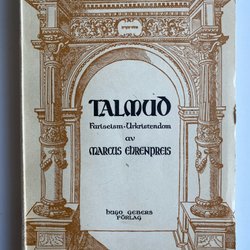 TALMUD
Fariseism-Urkristendom
av
MARCUS EHRENPREIS
HUGO GEBERS
FÖRLAG